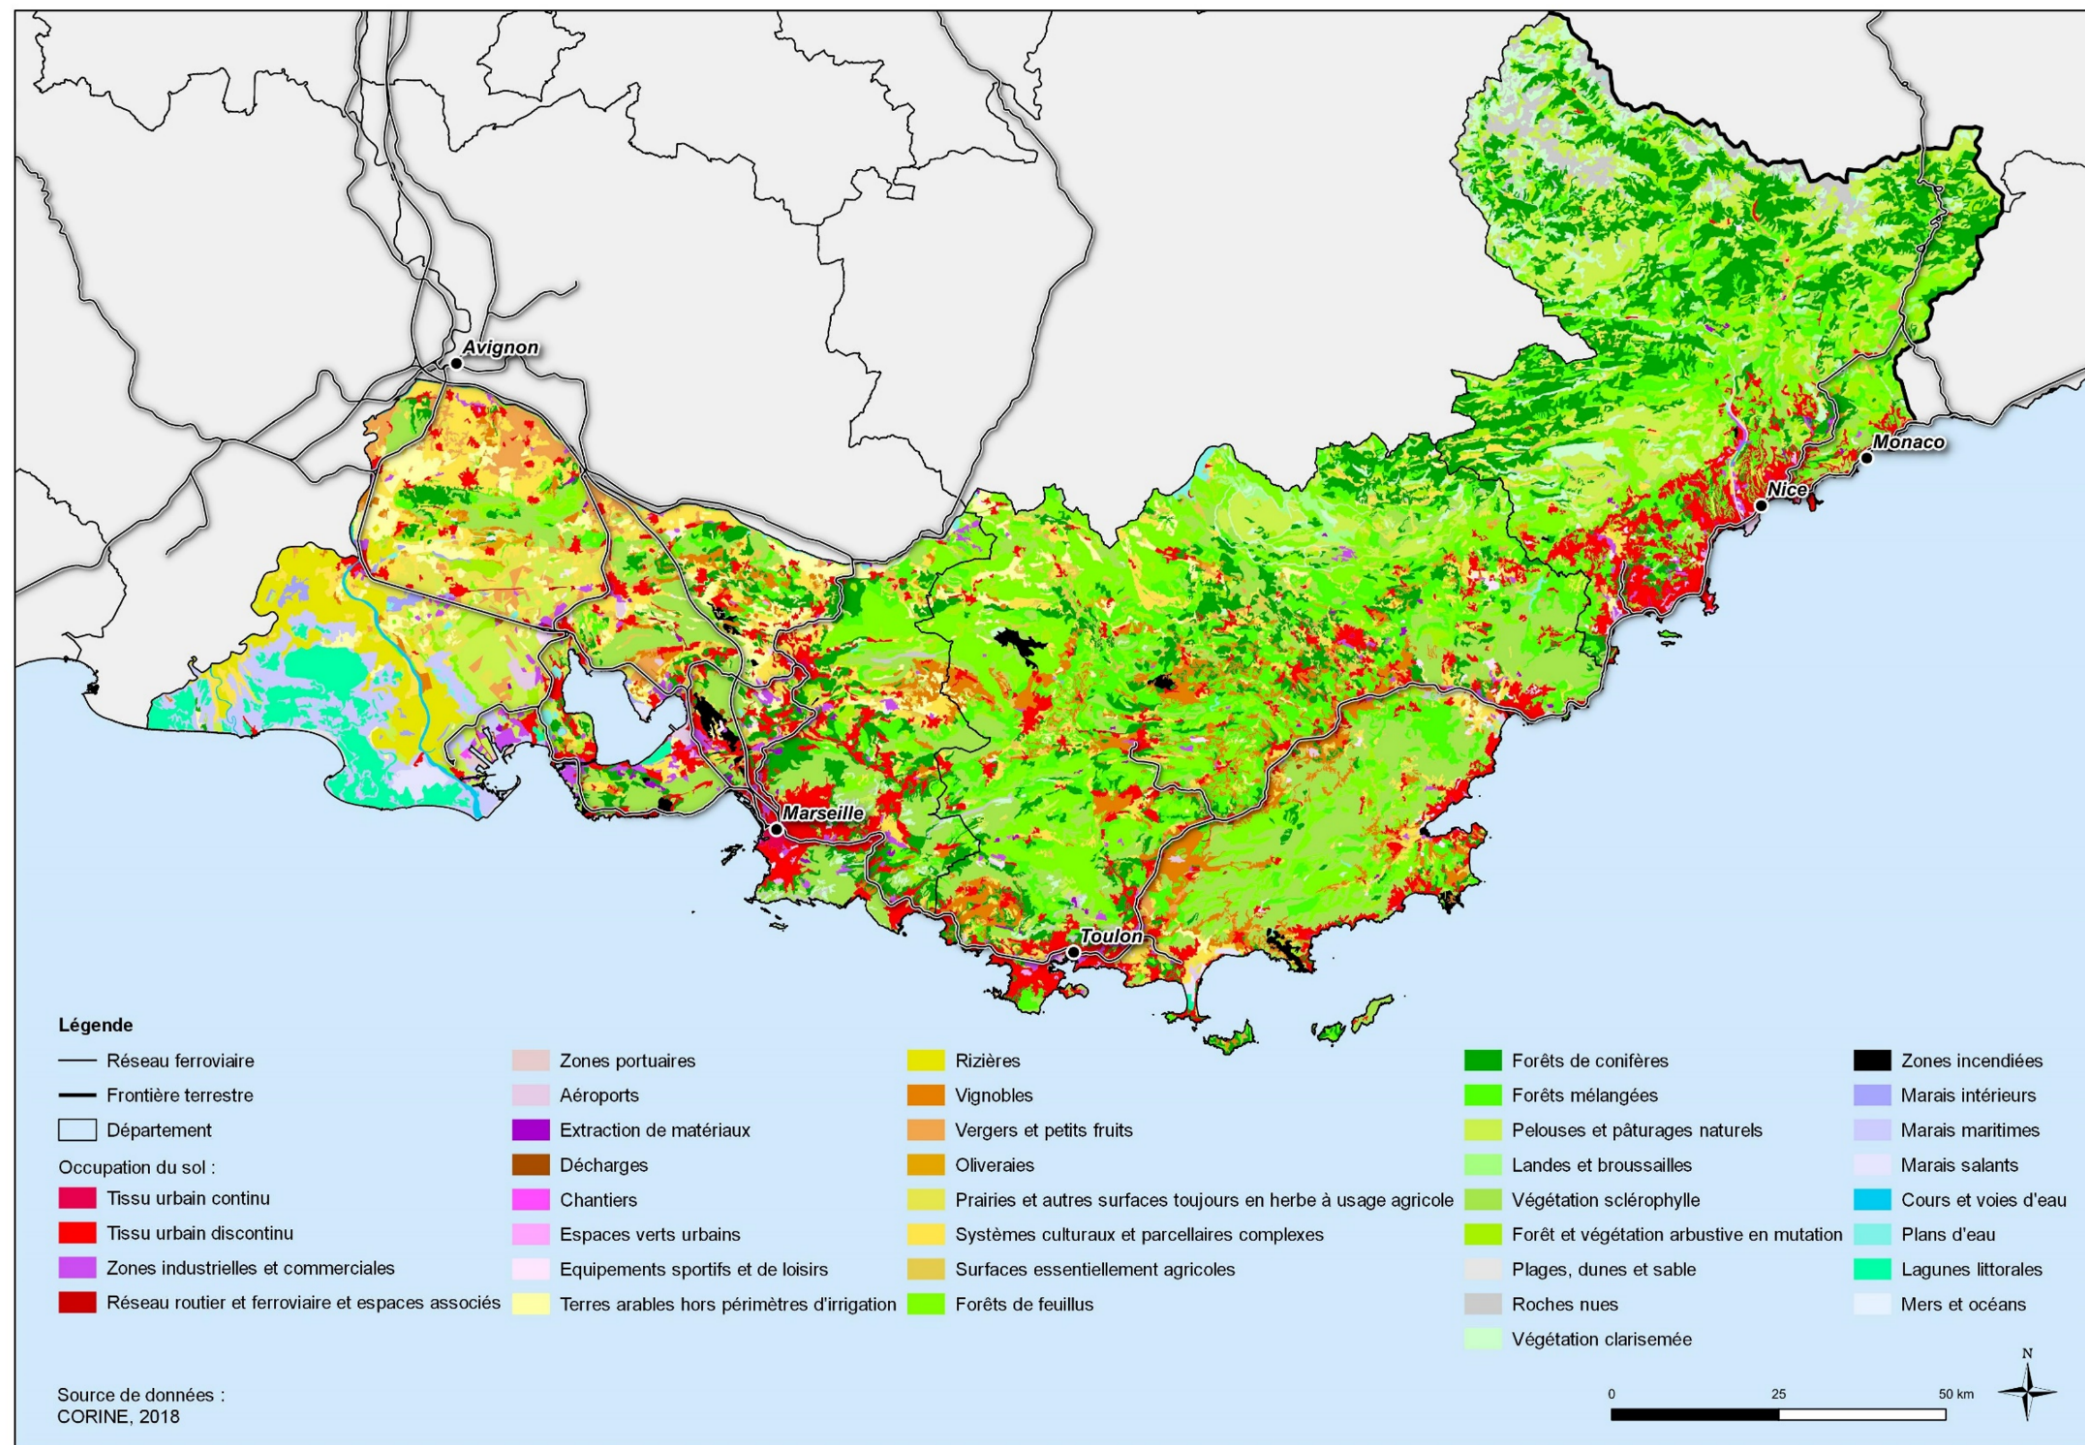 Avignon
Monaco
Nice
Marseille
Toulon
Légende
Réseau ferroviaire
Frontière terrestre
Département
Occupation du sol :
Tissu urbain continu
Tissu urbain discontinu
Zones industrielles et commerciales
Réseau routier et ferroviaire et espaces associés
Zones portuaires
Aéroports
Extraction de matériaux
Décharges
Chantiers
Espaces verts urbains
Equipements sportifs et de loisirs
Terres arables hors périmètres d'irrigation
Rizières
Vignobles
Vergers et petits fruits
Oliveraies
Prairies et autres surfaces toujours en herbe à usage agricole
Systèmes culturaux et parcellaires complexes
Surfaces essentiellement agricoles
Forêts de feuillus
Forêts de conifères
Forêts mélangées
Pelouses et pâturages naturels
Landes et broussailles
Végétation sclérophylle
Forêt et végétation arbustive en mutation
Plages, dunes et sable
Roches nues
Végétation clarisemée
Zones incendiées
Marais intérieurs
Marais maritimes
Marais salants
Cours et voies d'eau
Plans d'eau
Lagunes littorales
Mers et océans
Source de données :
CORINE, 2018
0 25 50 km
N